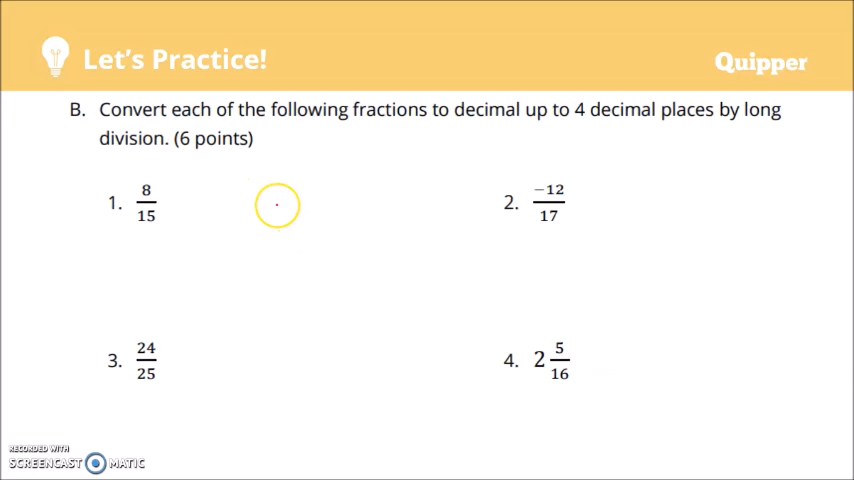 Let's Practice!
Quipper
B. Convert each of the following fractions to decimal up to 4 decimal places by long
division. (6 points)
1. 8/15
2. −12/17
3. 24/25
4. 2 5/16
RECORDED WITH
SCREENCAST MATIC